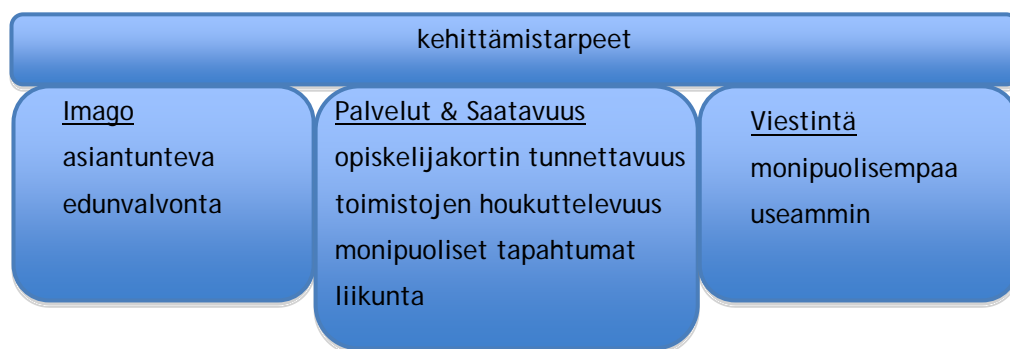 kehittämistarpeet
Imago
asiantunteva
edunvalvonta
Palvelut & Saatavuus
opiskelijakortin tunnettavuus
toimistojen houkuttelevuus
monipuoliset tapahtumat
liikunta
Viestintä
monipuolisempaa
useammin